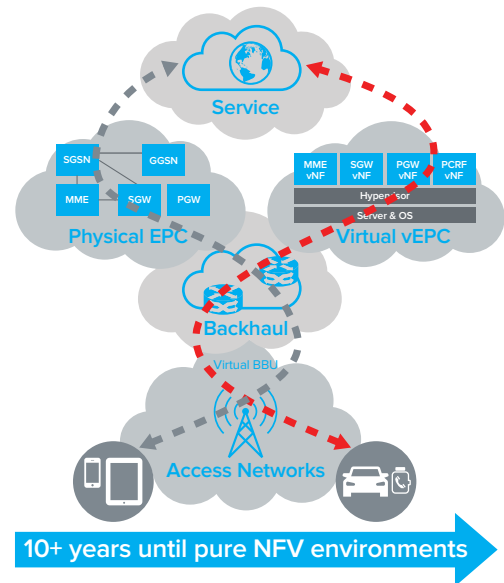 Service
SGSN
GGSN
MME
SGW
PGW
Physical EPC
MME
vNF
SGW
vNF
PGW
vNF
PCRF
vNF
Hypervisor
Server & OS
Virtual vEPC
Backhaul
Virtual BBU
Access Networks
10+ years until pure NFV environments